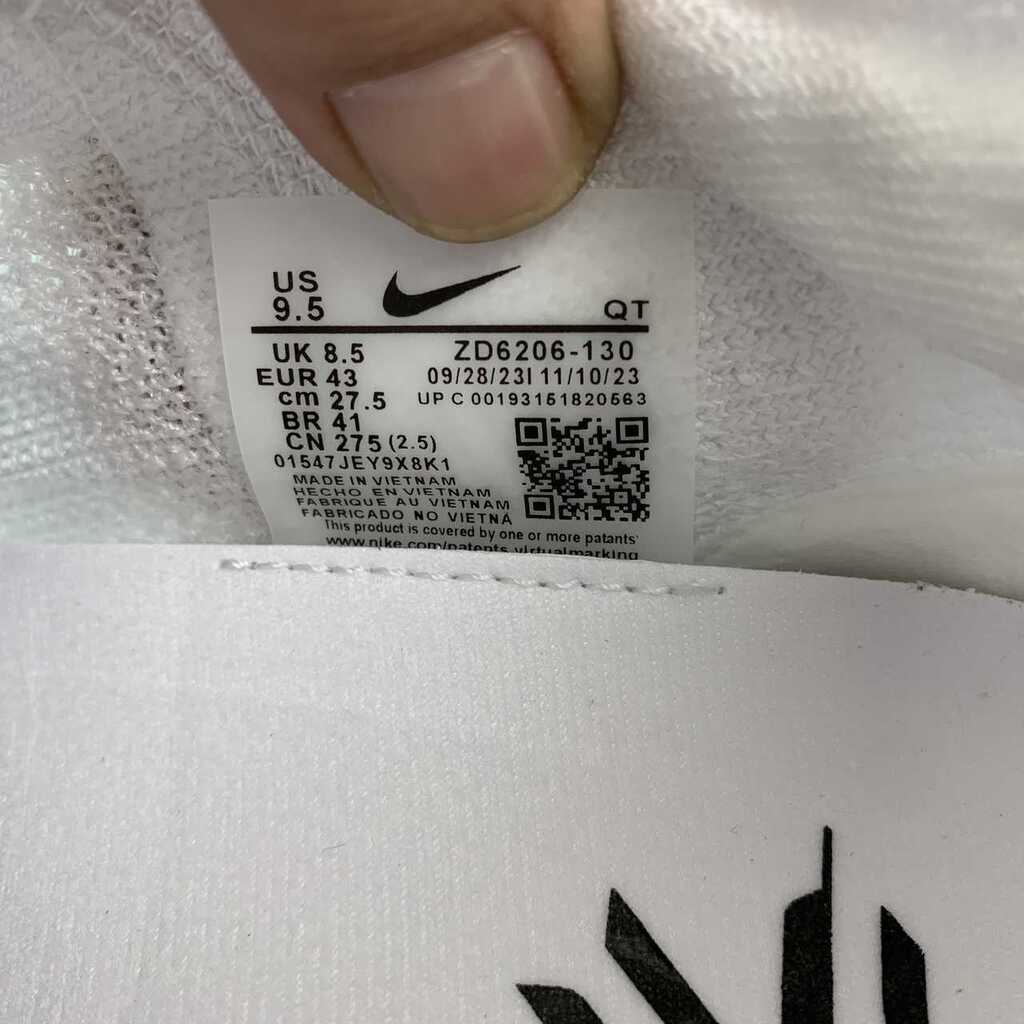 US
9.5
QT
UK 8.5
ZD6206-130
EUR 43
09/28/23I 11/10/23
cm 27.5
UP C 00193151820563
BR 41
CN 275 (2.5)
01547JEY9X8K1
MADE IN VIETNAM
HECHO EN VIETNAM
FABRIQUE AU VIETNAM
FABRICADO NO VIETNÁ
This product is covered by one or more patants'
www.nike.com/patents virtualmarking